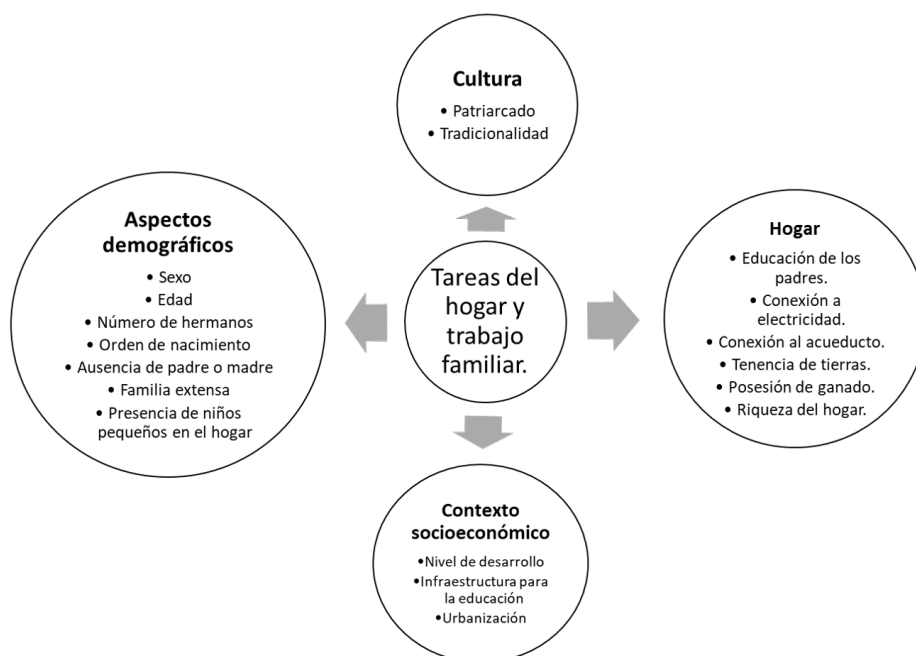 Cultura
• Patriarcado
• Tradicionalidad
Aspectos
demográficos
• Sexo
• Edad
• Número de hermanos
• Orden de nacimiento
• Ausencia de padre o madre
• Familia extensa
• Presencia de niños
pequeños en el hogar
Tareas del
hogar y
trabajo
familiar.
Hogar
• Educación de los
padres.
• Conexión a
electricidad.
• Conexión al acueducto.
• Tenencia de tierras.
• Posesión de ganado.
• Riqueza del hogar.
Contexto
socioeconómico
•Nivel de desarrollo
•Infraestructura para
la educación
•Urbanización